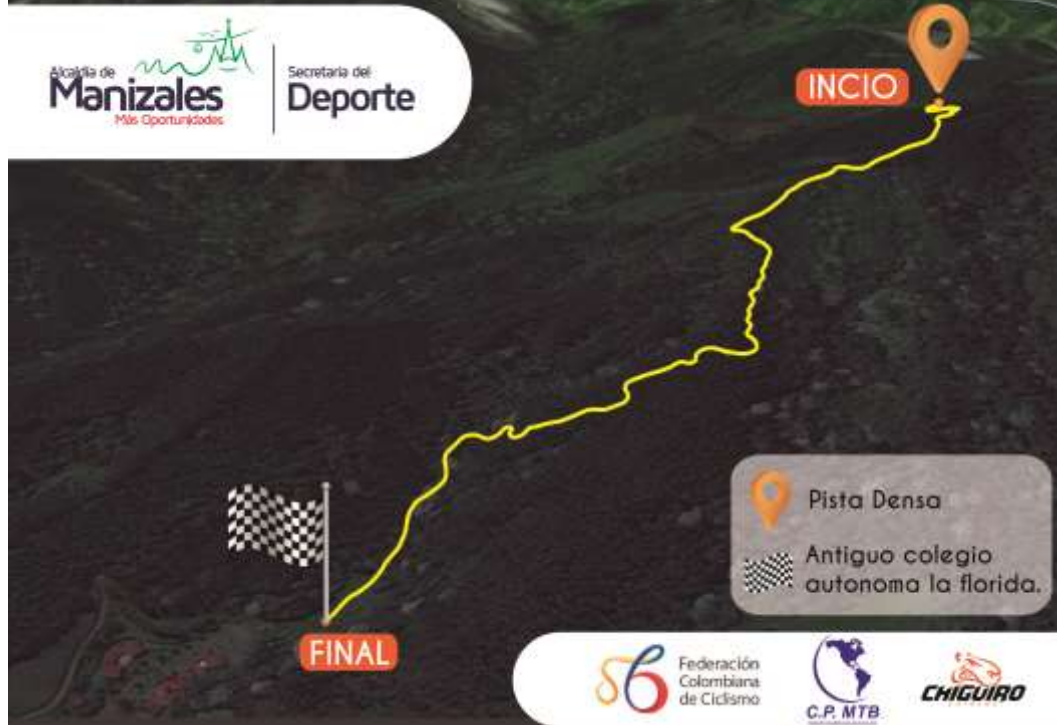 Alcaldía de
Manizales
Más Oportunidades
Secretaría del
Deporte
INCIO
Pista Densa
Antiguo colegio
autonoma la florida.
FINAL
Federación
Colombiana
de Ciclismo
C.P. MTB
CHIGUIRO